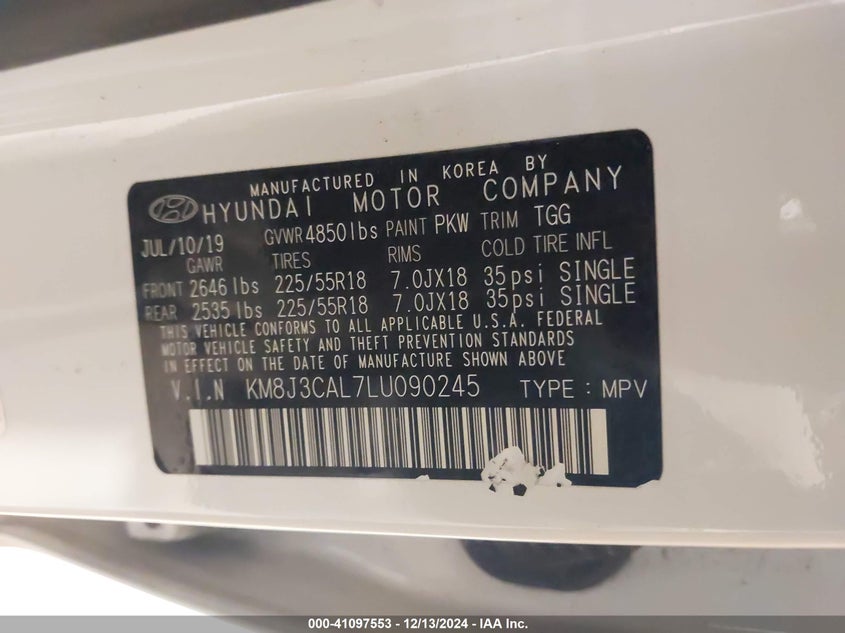 MANUFACTURED IN KOREA BY
HYUNDAI MOTOR COMPANY
JUL/10/19 GVWR 4850lbs PAINT PKW TRIM TGG
GAWR TIRES RIMS COLD TIRE INFL
FRONT 2646 lbs 225/55R18 7.0JX18 35psi SINGLE
REAR 2535 lbs 225/55R18 7.0JX18 35psi SINGLE
THIS VEHICLE CONFORMS TO ALL APPLICABLE U.S.A. FEDERAL
MOTOR VEHICLE SAFETY AND THEFT PREVENTION STANDARDS
IN EFFECT ON THE DATE OF MANUFACTURE SHOWN ABOVE
V.I.N KM8J3CAL7LU090245 TYPE : MPV
000-41097553 - 12/13/2024 - IAA Inc.